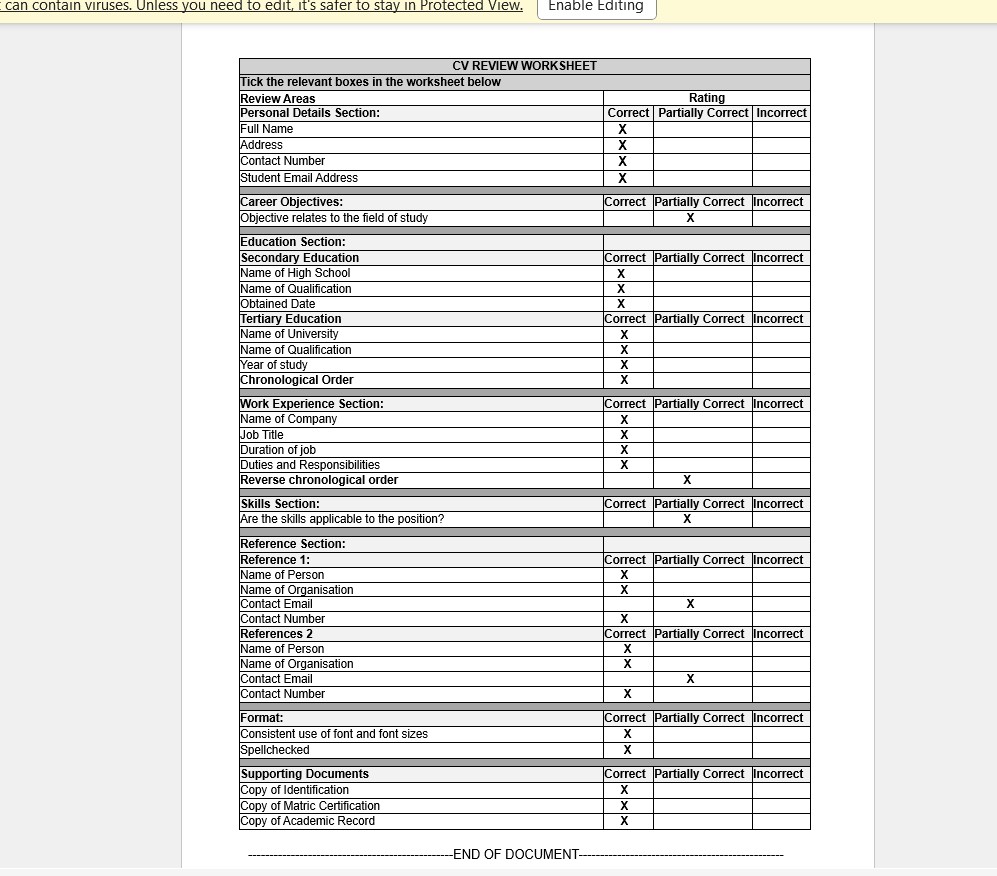 can contain viruses. Unless you need to edit, it's safer to stay in Protected View. Enable Editing
CV REVIEW WORKSHEET
Tick the relevant boxes in the worksheet below
Review Areas Rating
Personal Details Section: Correct Partially Correct Incorrect
Full Name X
Address X
Contact Number X
Student Email Address X
Career Objectives: Correct Partially Correct Incorrect
Objective relates to the field of study X
Education Section:
Secondary Education Correct Partially Correct Incorrect
Name of High School X
Name of Qualification X
Obtained Date X
Tertiary Education Correct Partially Correct Incorrect
Name of University X
Name of Qualification X
Year of study X
Chronological Order X
Work Experience Section: Correct Partially Correct Incorrect
Name of Company X
Job Title X
Duration of job X
Duties and Responsibilities X
Reverse chronological order X
Skills Section: Correct Partially Correct Incorrect
Are the skills applicable to the position? X
Reference Section:
Reference 1: Correct Partially Correct Incorrect
Name of Person X
Name of Organisation X
Contact Email X
Contact Number X
References 2 Correct Partially Correct Incorrect
Name of Person X
Name of Organisation X
Contact Email X
Contact Number X
Format: Correct Partially Correct Incorrect
Consistent use of font and font sizes X
Spellchecked X
Supporting Documents Correct Partially Correct Incorrect
Copy of Identification X
Copy of Matric Certification X
Copy of Academic Record X
------------------------------------------------END OF DOCUMENT------------------------------------------------